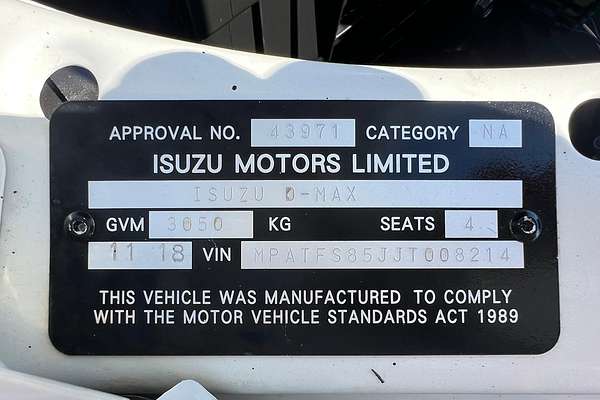 APPROVAL NO. 43971 CATEGORY NA
ISUZU MOTORS LIMITED
ISUZU D-MAX
GVM 3050 KG SEATS 4
11 18 VIN MPATFS85JJT008214
THIS VEHICLE WAS MANUFACTURED TO COMPLY
WITH THE MOTOR VEHICLE STANDARDS ACT 1989